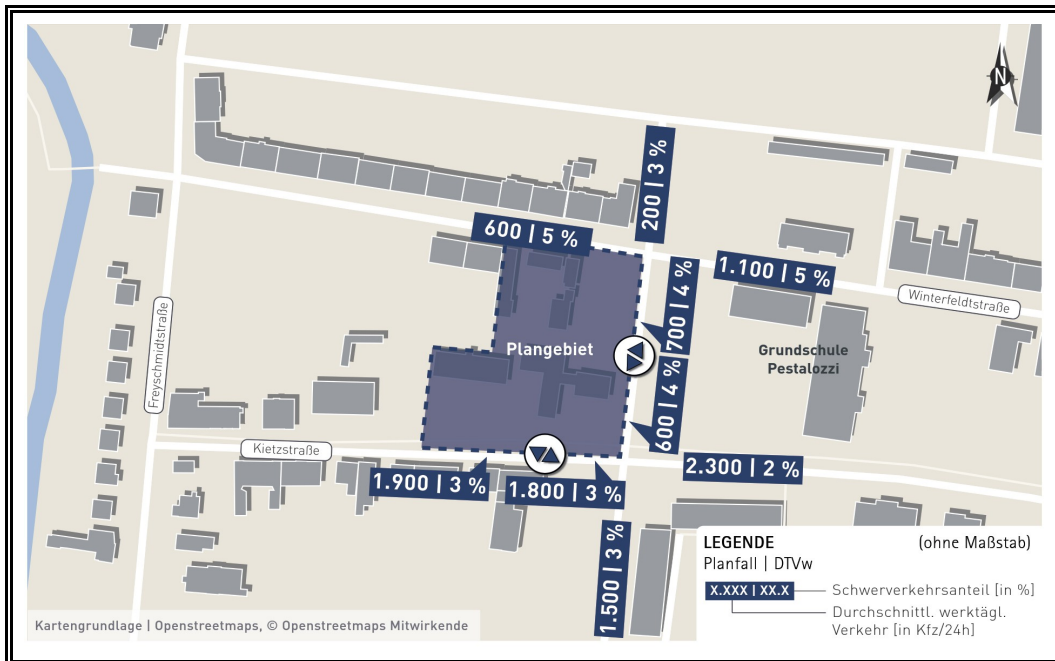 N
200 | 3 %
600 | 5 %
1.100 | 5 %
Winterfeldtstraße
700 | 4 %
Plangebiet
Grundschule
Pestalozzi
Freyschmidtstraße
600 | 4 %
Kietzstraße
2.300 | 2 %
1.900 | 3 %
1.800 | 3 %
1.500 | 3 %
LEGENDE (ohne Maßstab)
Planfall | DTVw
X.XXX | XX.X Schwerverkehrsanteil [in %]
Durchschnittl. werktägl.
Verkehr [in Kfz/24h]
Kartengrundlage | Openstreetmaps, © Openstreetmaps Mitwirkende